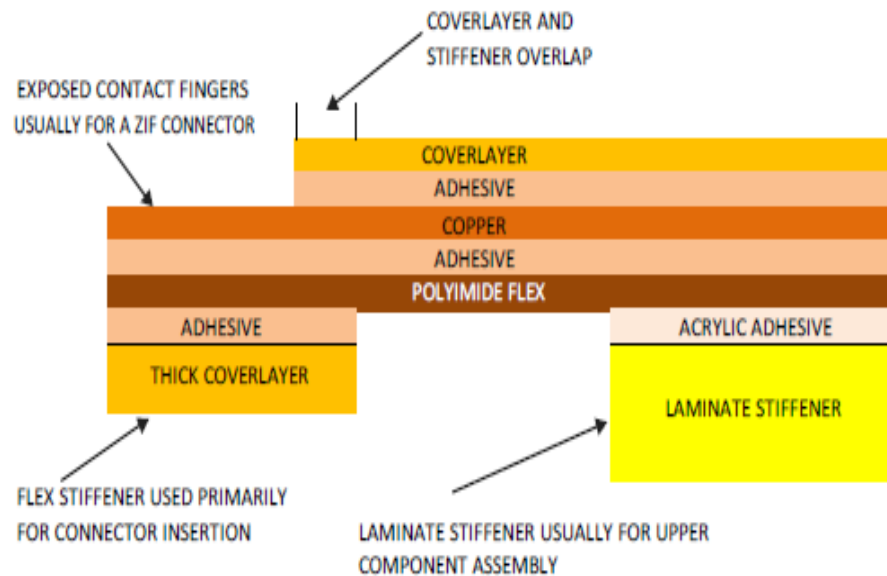 COVERLAYER AND
STIFFENER OVERLAP
EXPOSED CONTACT FINGERS
USUALLY FOR A ZIF CONNECTOR
COVERLAYER
ADHESIVE
COPPER
ADHESIVE
POLYIMIDE FLEX
ADHESIVE
ACRYLIC ADHESIVE
THICK COVERLAYER
LAMINATE STIFFENER
FLEX STIFFENER USED PRIMARILY
FOR CONNECTOR INSERTION
LAMINATE STIFFENER USUALLY FOR UPPER
COMPONENT ASSEMBLY